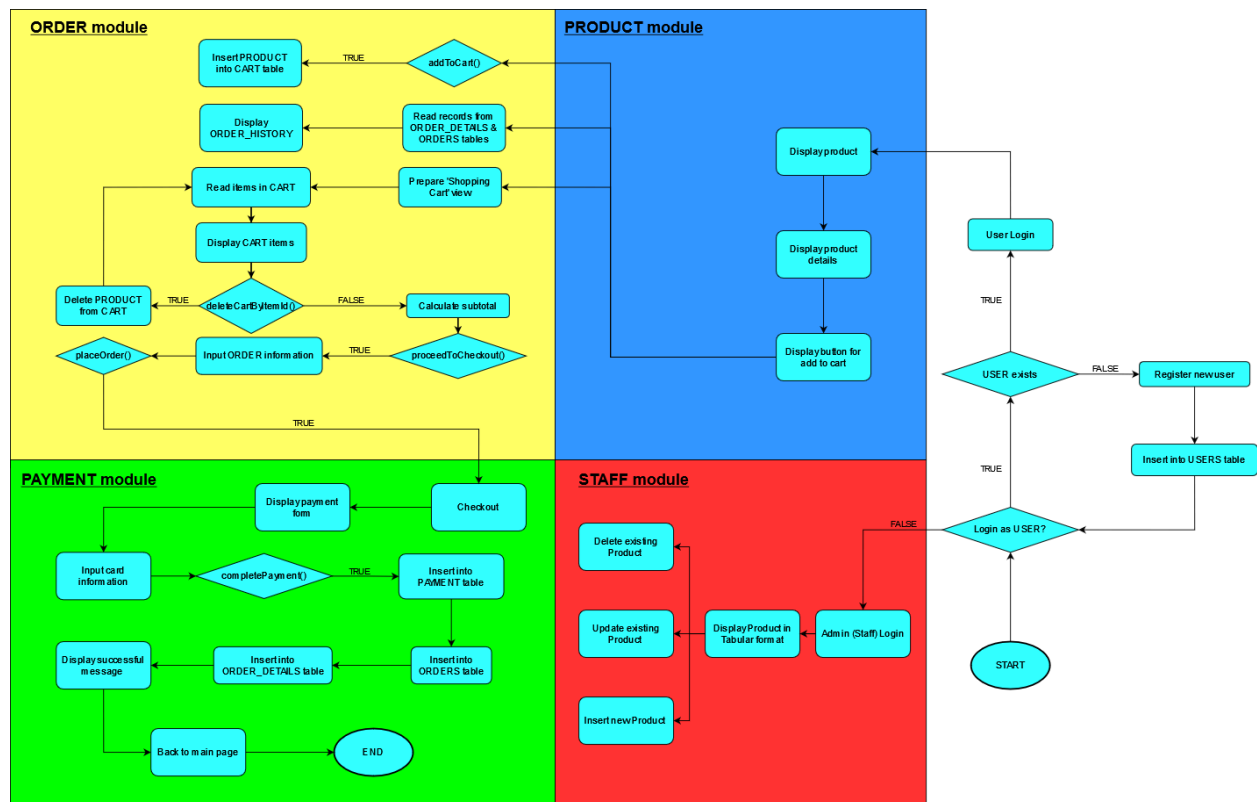 ORDER module
Insert PRODUCT
into CART table
TRUE
addToCart()
Display
ORDER_HISTORY
Read records from
ORDER_DETAILS &
ORDERS tables
Read items in CART
Prepare 'Shopping
Cart' view
Display CART items
Delete PRODUCT
from CART
TRUE
deleteCartByItemId()
FALSE
Calculate subtotal
placeOrder()
Input ORDER information
TRUE
proceedToCheckout()
TRUE
PRODUCT module
Display product
Display product
details
Display button for
add to cart
User Login
TRUE
USER exists
FALSE
Register new user
Insert into USERS table
TRUE
Login as USER?
FALSE
START
PAYMENT module
Display payment
form
Checkout
Input card
information
completePayment()
TRUE
Insert into
PAYMENT table
Display successful
message
Insert into
ORDER_DETAILS table
Insert into
ORDERS table
Back to main page
END
STAFF module
Delete existing
Product
Update existing
Product
Display Product in
Tabular format
Admin (Staff) Login
Insert new Product